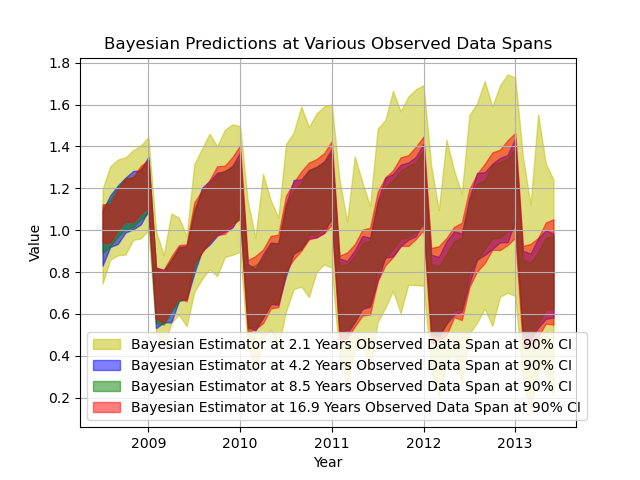 Bayesian Predictions at Various Observed Data Spans
1.8
1.6
1.4
1.2
1.0
0.8
0.6
0.4
0.2
Value
Bayesian Estimator at 2.1 Years Observed Data Span at 90% CI
Bayesian Estimator at 4.2 Years Observed Data Span at 90% CI
Bayesian Estimator at 8.5 Years Observed Data Span at 90% CI
Bayesian Estimator at 16.9 Years Observed Data Span at 90% CI
2009 2010 2011 2012 2013
Year